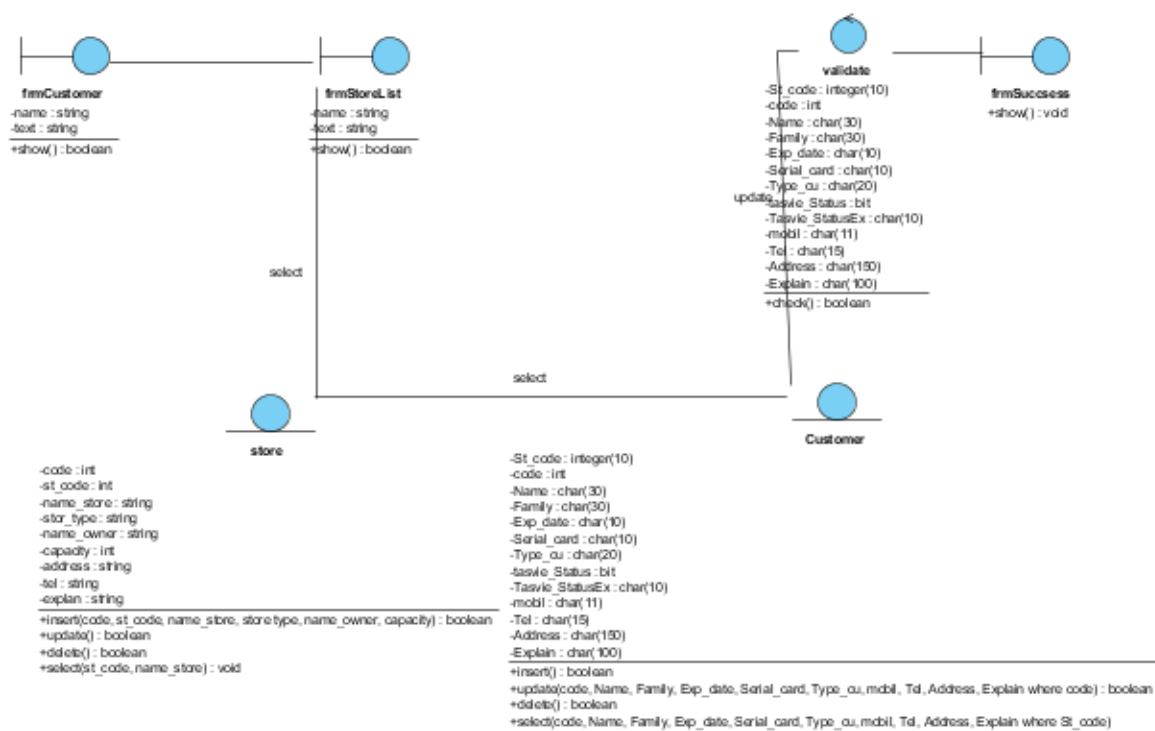 frmCustomer
-name : string
-text : string
+show() : boolean
frmStoreList
-name : string
-text : string
+show() : boolean
validate
-St_code : integer(10)
-code : int
-Name : char(30)
-Family : char(30)
-Exp_date : char(10)
-Serial_card : char(10)
-Type_cu : char(20)
-tasvie_Status : bit
-Tasvie_StatusEx : char(10)
-mobil : char(11)
-Tel : char(15)
-Address : char(150)
-Explain : char(100)
+check() : boolean
frmSuccsess
+show() : void
update
select
select
store
-code : int
-st_code : int
-name_store : string
-stor_type : string
-name_owner : string
-capacity : int
-address : string
-tel : string
-explan : string
+insert(code, st_code, name_store, store type, name_owner, capacity) : boolean
+update() : boolean
+delete() : boolean
+select(st_code, name_store) : void
Customer
-St_code : integer(10)
-code : int
-Name : char(30)
-Family : char(30)
-Exp_date : char(10)
-Serial_card : char(10)
-Type_cu : char(20)
-tasvie_Status : bit
-Tasvie_StatusEx : char(10)
-mobil : char(11)
-Tel : char(15)
-Address : char(150)
-Explain : char(100)
+insert() : boolean
+update(code, Name, Family, Exp_date, Serial_card, Type_cu, mobil, Tel, Address, Explain where code) : boolean
+delete() : boolean
+select(code, Name, Family, Exp_date, Serial_card, Type_cu, mobil, Tel, Address, Explain where St_code)